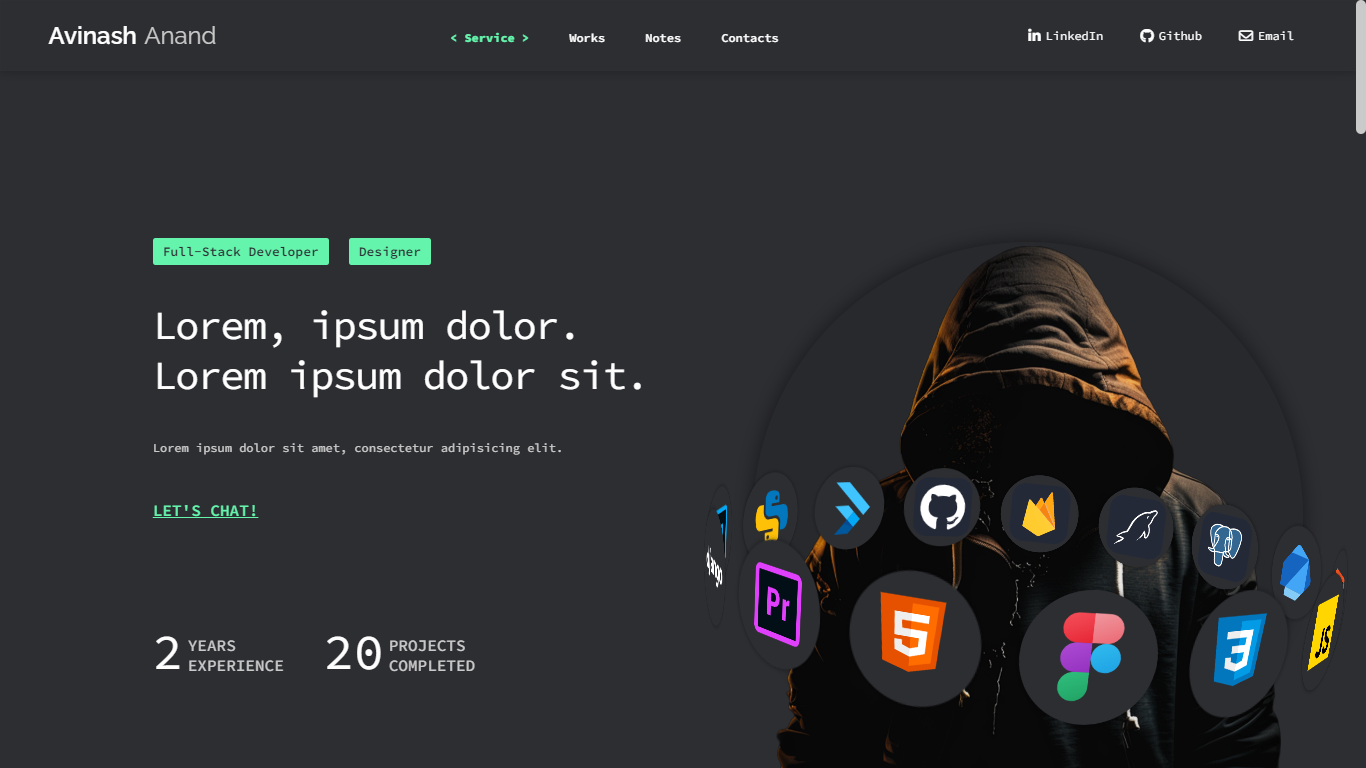 Avinash Anand
< Service >
Works
Notes
Contacts
LinkedIn
Github
Email
Full-Stack Developer
Designer
Lorem, ipsum dolor.
Lorem ipsum dolor sit.
Lorem ipsum dolor sit amet, consectetur adipisicing elit.
LET'S CHAT!
2 YEARS
EXPERIENCE
20 PROJECTS
COMPLETED
Pr
5
3
JS